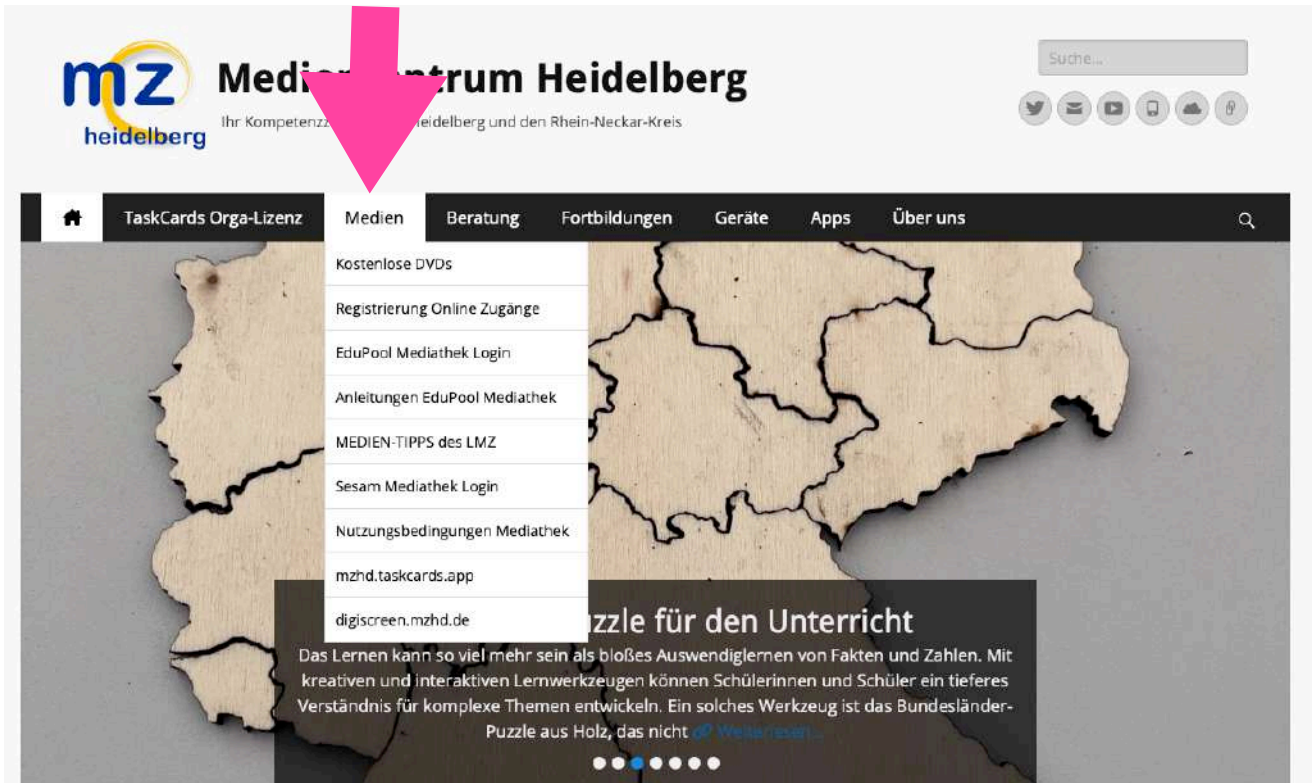 mz
heidelberg
Medienzentrum Heidelberg
Ihr Kompetenzz eidelberg und den Rhein-Neckar-Kreis
Suche...
TaskCards Orga-Lizenz Medien Beratung Fortbildungen Geräte Apps Über uns
Kostenlose DVDs
Registrierung Online Zugänge
EduPool Mediathek Login
Anleitungen EduPool Mediathek
MEDIEN-TIPPS des LMZ
Sesam Mediathek Login
Nutzungsbedingungen Mediathek
mzhd.taskcards.app
digiscreen.mzhd.de
zzle für den Unterricht
Das Lernen kann so viel mehr sein als bloßes Auswendiglernen von Fakten und Zahlen. Mit
kreativen und interaktiven Lernwerkzeugen können Schülerinnen und Schüler ein tieferes
Verständnis für komplexe Themen entwickeln. Ein solches Werkzeug ist das Bundesländer-
Puzzle aus Holz, das nicht Weiterlesen...